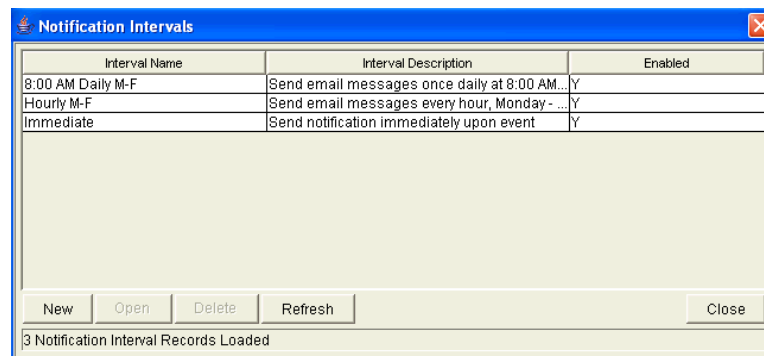 Notification Intervals
Interval Name Interval Description Enabled
8:00 AM Daily M-F Send email messages once daily at 8:00 AM... Y
Hourly M-F Send email messages every hour, Monday - ... Y
Immediate Send notification immediately upon event Y
New Open Delete Refresh Close
3 Notification Interval Records Loaded